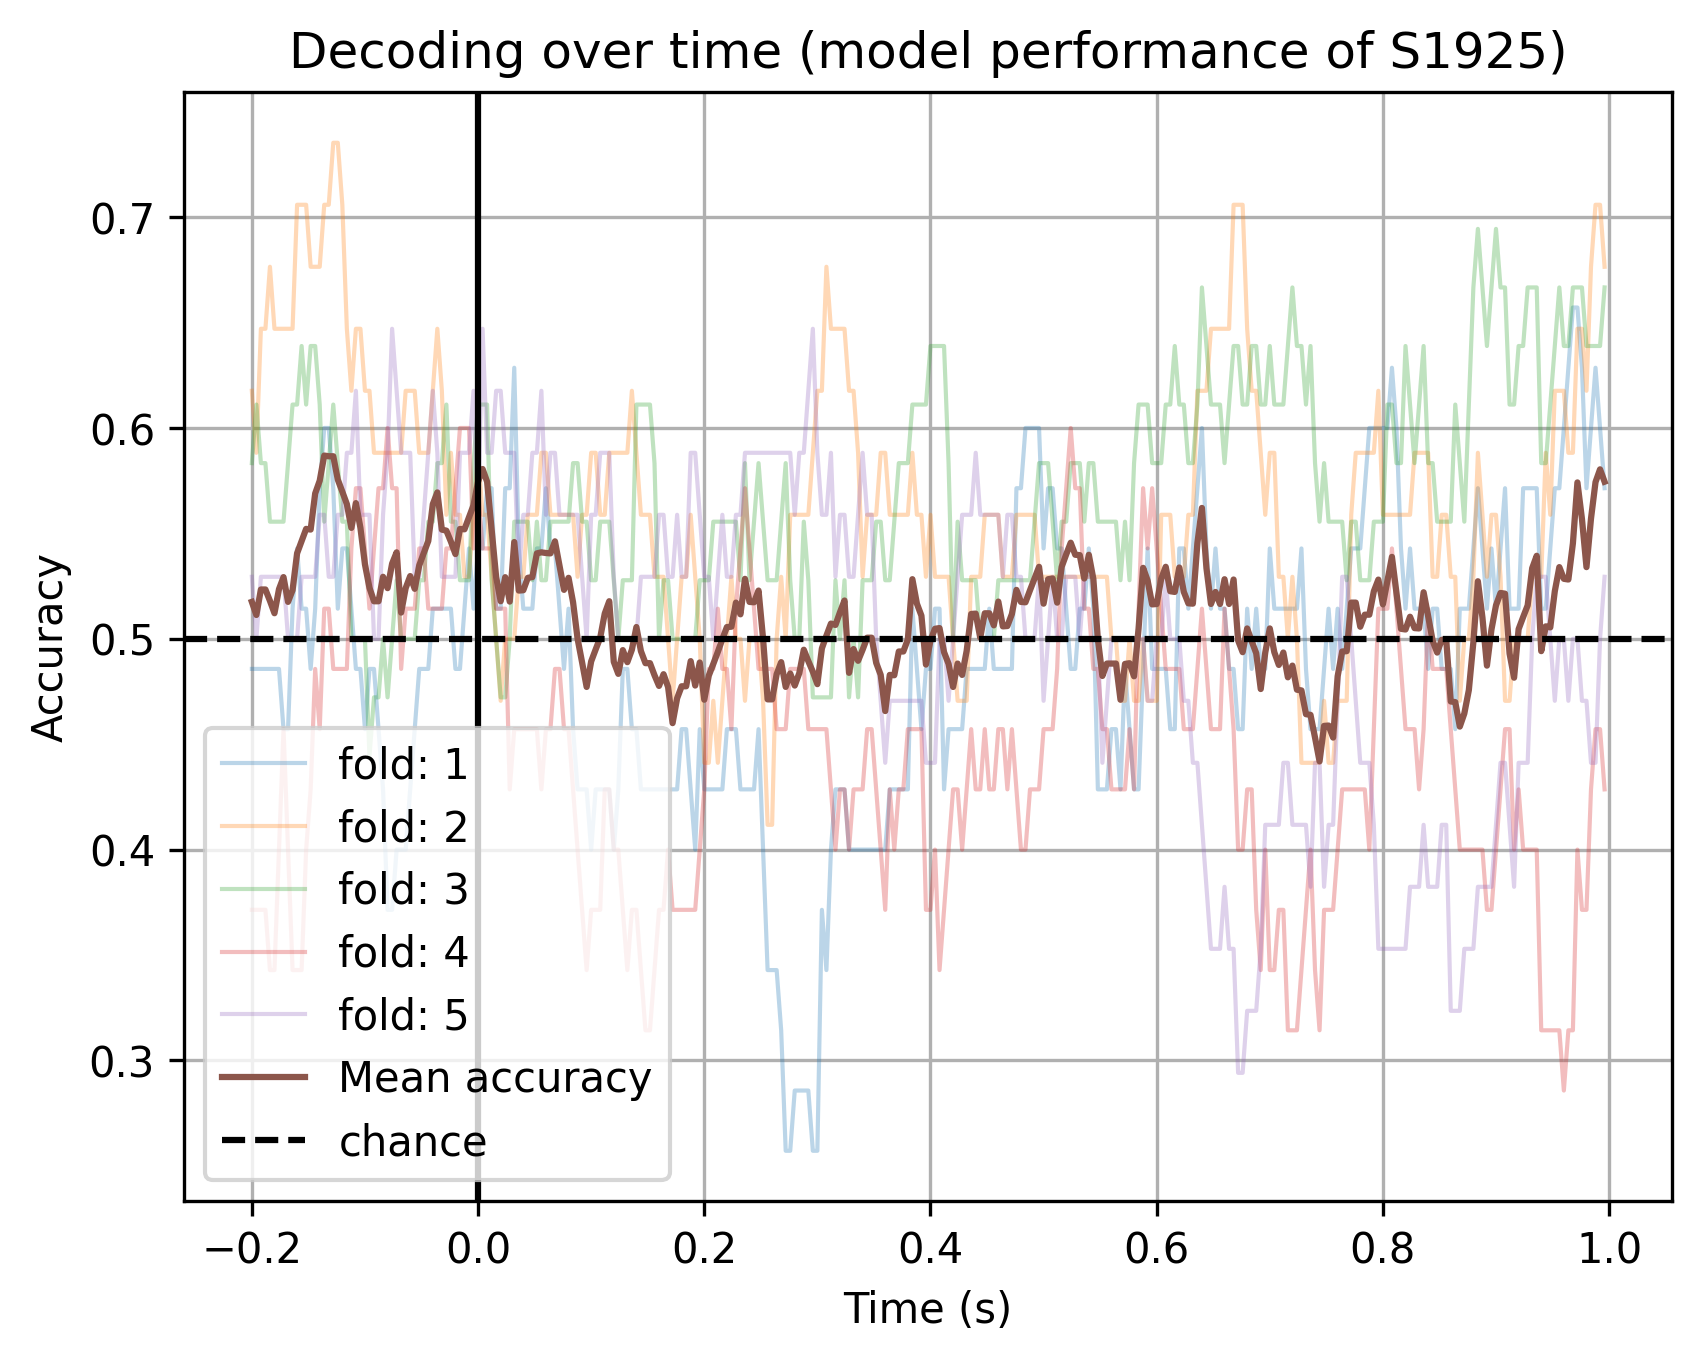 Decoding over time (model performance of S1925)
Accuracy
0.7
0.6
0.5
0.4
0.3
fold: 1
fold: 2
fold: 3
fold: 4
fold: 5
Mean accuracy
chance
−0.2 0.0 0.2 0.4 0.6 0.8 1.0
Time (s)